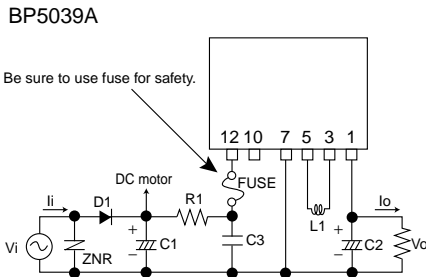 BP5039A
Be sure to use fuse for safety.
12 10 7 5 3 1
DC motor
FUSE
Ii
D1
R1
L1
Io
Vi
ZNR
+
C1
−
C3
+
C2
−
Vo